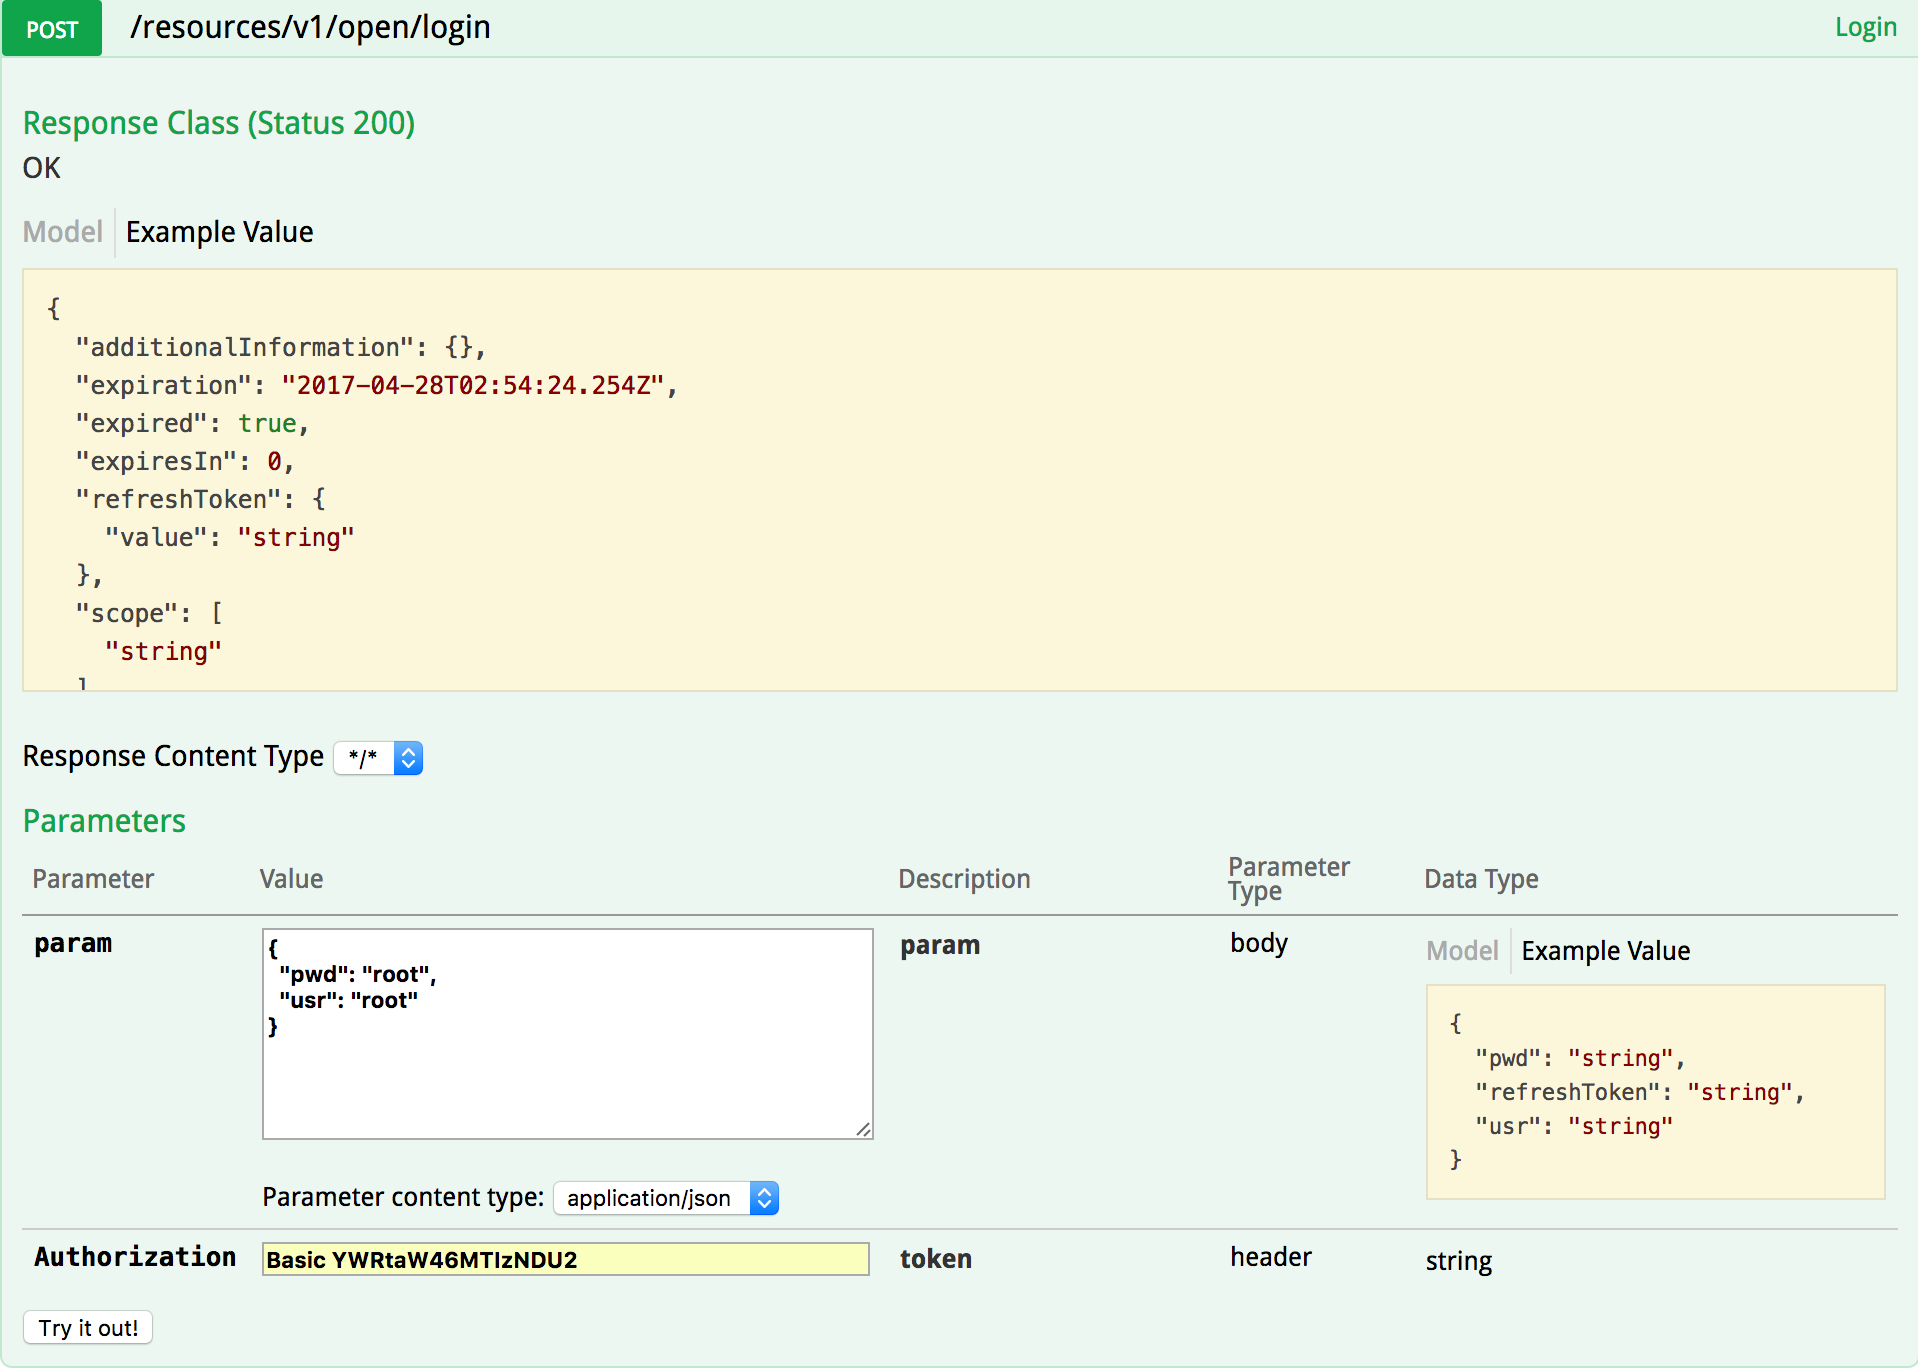 POST /resources/v1/open/login Login
Response Class (Status 200)
OK
Model Example Value
{
  "additionalInformation": {},
  "expiration": "2017-04-28T02:54:24.254Z",
  "expired": true,
  "expiresIn": 0,
  "refreshToken": {
    "value": "string"
  },
  "scope": [
    "string"
  ]
Response Content Type */*
Parameters
Parameter Value Description Parameter Type Data Type
param
{
  "pwd": "root",
  "usr": "root"
}
Parameter content type: application/json
param
body
Model Example Value
{
  "pwd": "string",
  "refreshToken": "string",
  "usr": "string"
}
Authorization Basic YWRtaW46MTIzNDU2 token header string
Try it out!